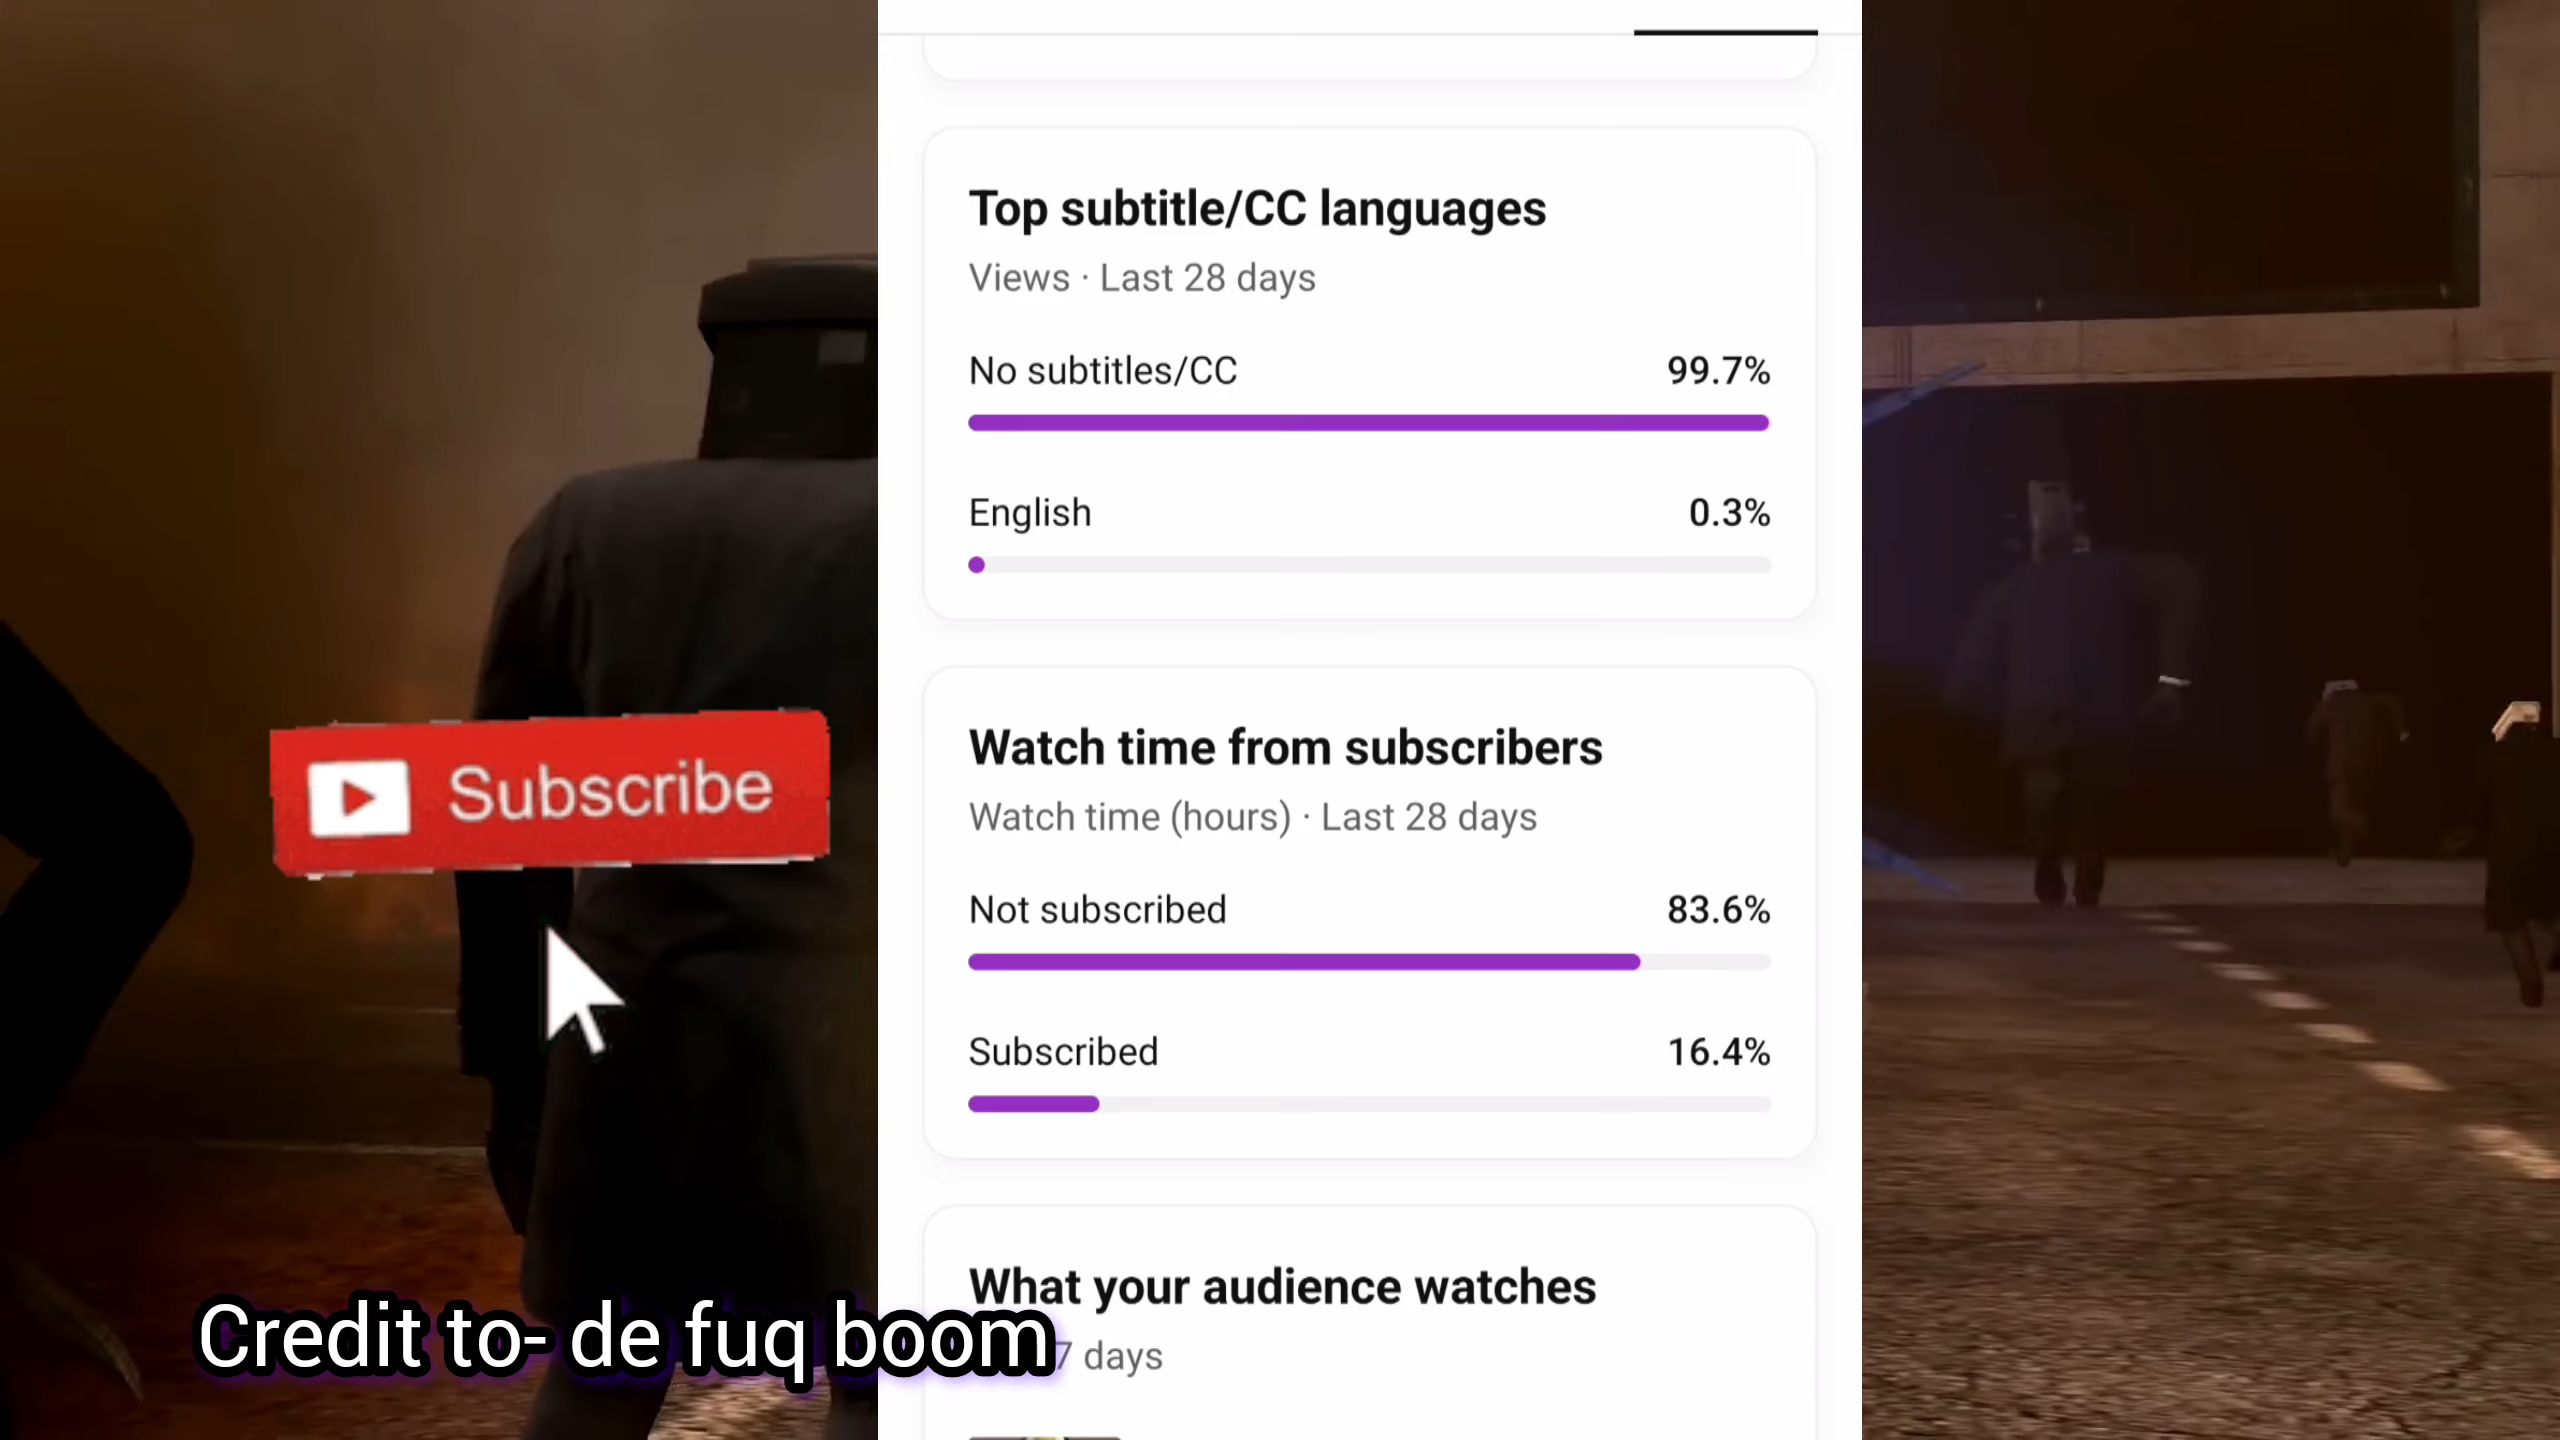 Top subtitle/CC languages
Views · Last 28 days
No subtitles/CC 99.7%
English 0.3%
Subscribe
Watch time from subscribers
Watch time (hours) · Last 28 days
Not subscribed 83.6%
Subscribed 16.4%
What your audience watches
Credit to- de fuq boom
7 days